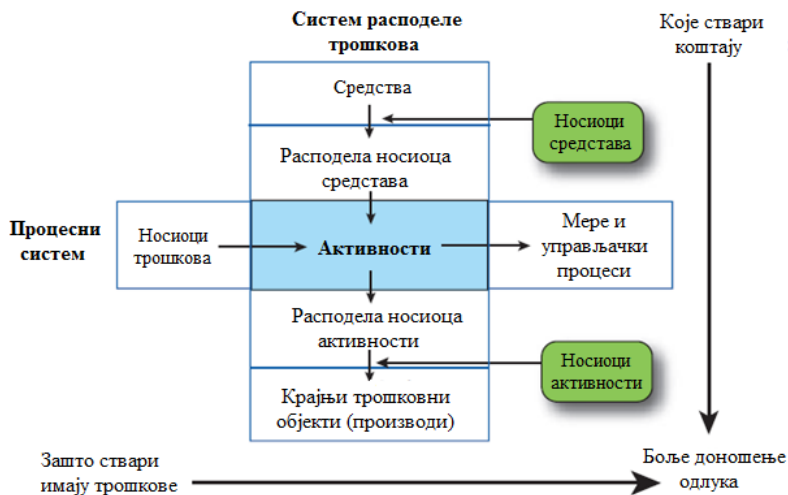 Систем расподеле
трошкова
Које ствари
коштају
Средства
Носиоци
средстава
Расподела носиоца
средстава
Процесни
систем
Носиоци
трошкова
Активности
Мере и
управљачки
процеси
Расподела носиоца
активности
Носиоци
активности
Крајњи трошковни
објекти (производи)
Зашто ствари
имају трошкове
Боље доношење
одлука